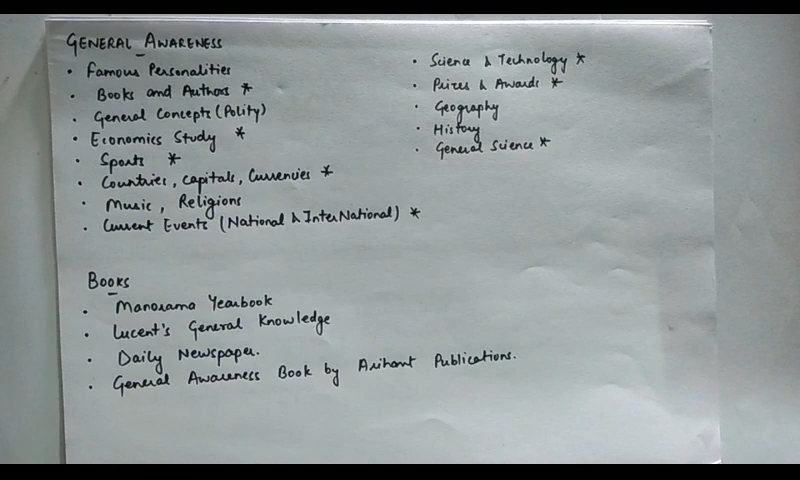 GENERAL AWARENESS
• Famous Personalities
• Books and Authors *
• General Concepts (Polity)
• Economics Study *
• Sports *
• Countries, Capitals, Currencies *
• Music, Religions
• Current Events (National & InterNational) *
• Science & Technology *
• Prizes & Awards *
• Geography
• History
• General Science *
Books
• Manorama Yearbook
• Lucent's General Knowledge
• Daily Newspaper.
• General Awareness Book by Arihant Publications.